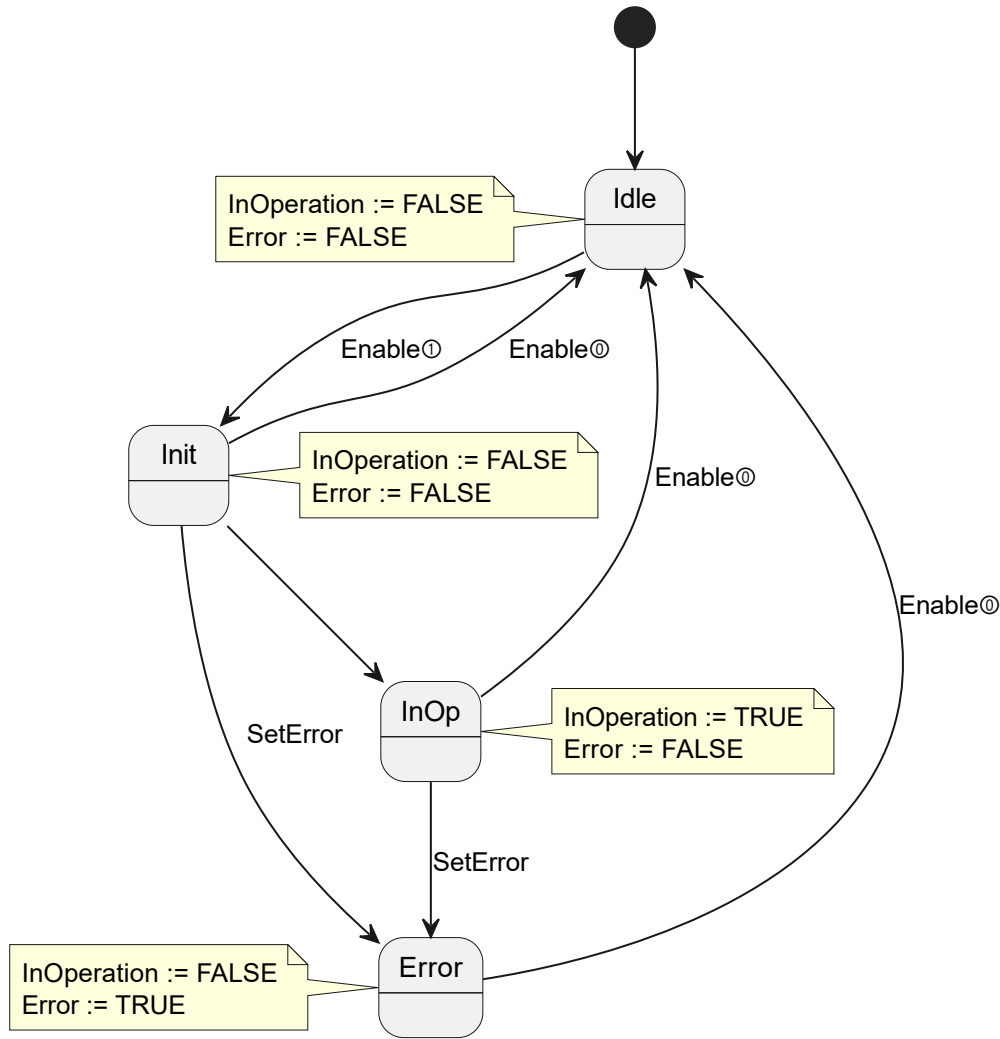 Idle
InOperation := FALSE
Error := FALSE
Enable⓵
Enable⓪
Init
InOperation := FALSE
Error := FALSE
Enable⓪
Enable⓪
InOp
InOperation := TRUE
Error := FALSE
SetError
SetError
Error
InOperation := FALSE
Error := TRUE